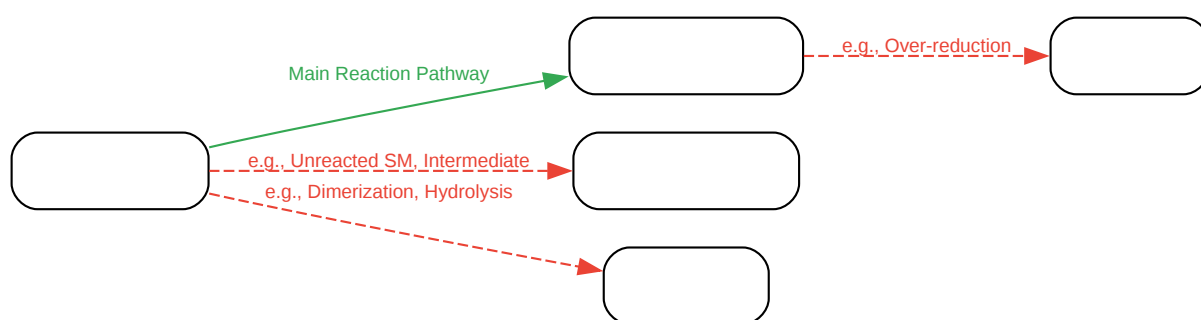 e.g., Over-reduction
Main Reaction Pathway
e.g., Unreacted SM, Intermediate
e.g., Dimerization, Hydrolysis